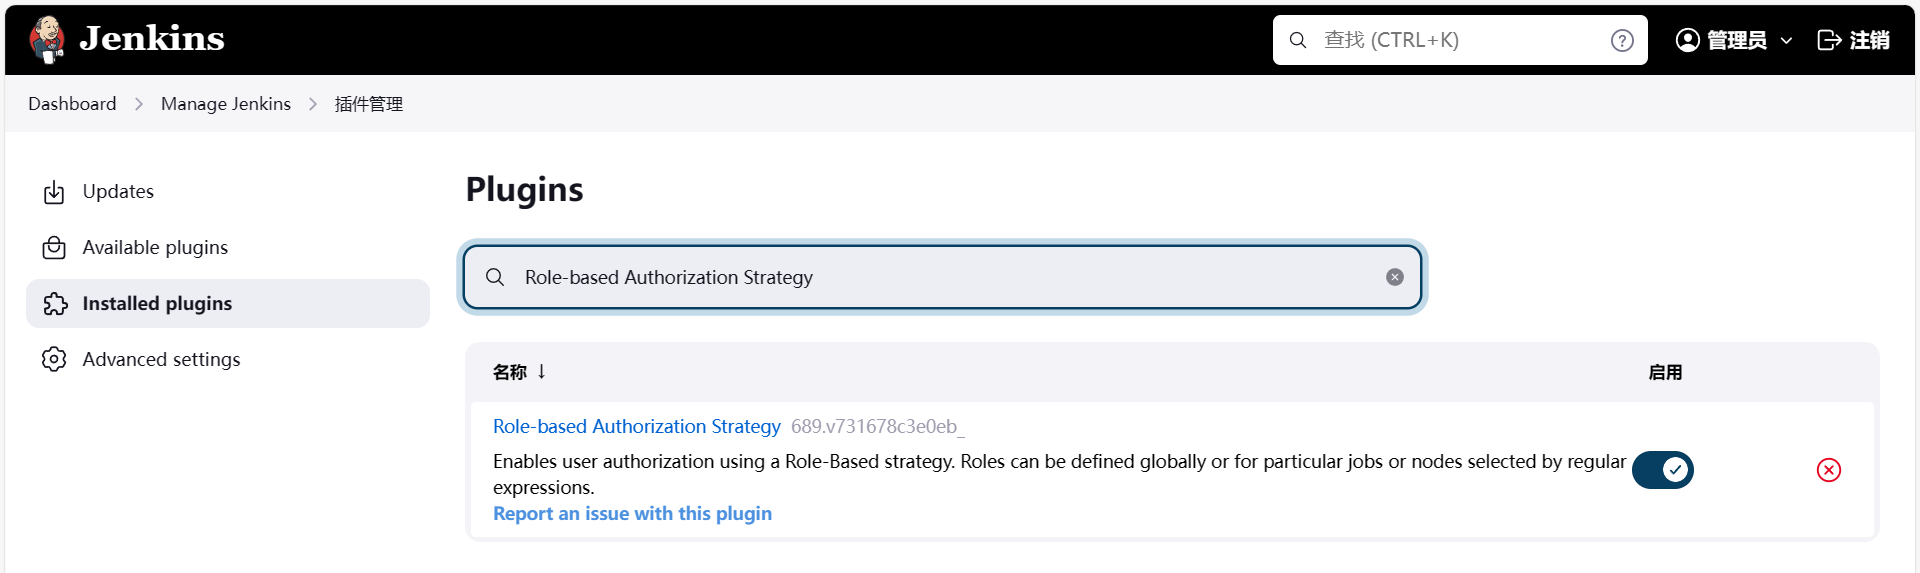 Jenkins
查找 (CTRL+K)
管理员
注销
Dashboard
Manage Jenkins
插件管理
Updates
Available plugins
Installed plugins
Advanced settings
Plugins
Role-based Authorization Strategy
名称 ↓
启用
Role-based Authorization Strategy 689.v731678c3e0eb_
Enables user authorization using a Role-Based strategy. Roles can be defined globally or for particular jobs or nodes selected by regular
expressions.
Report an issue with this plugin